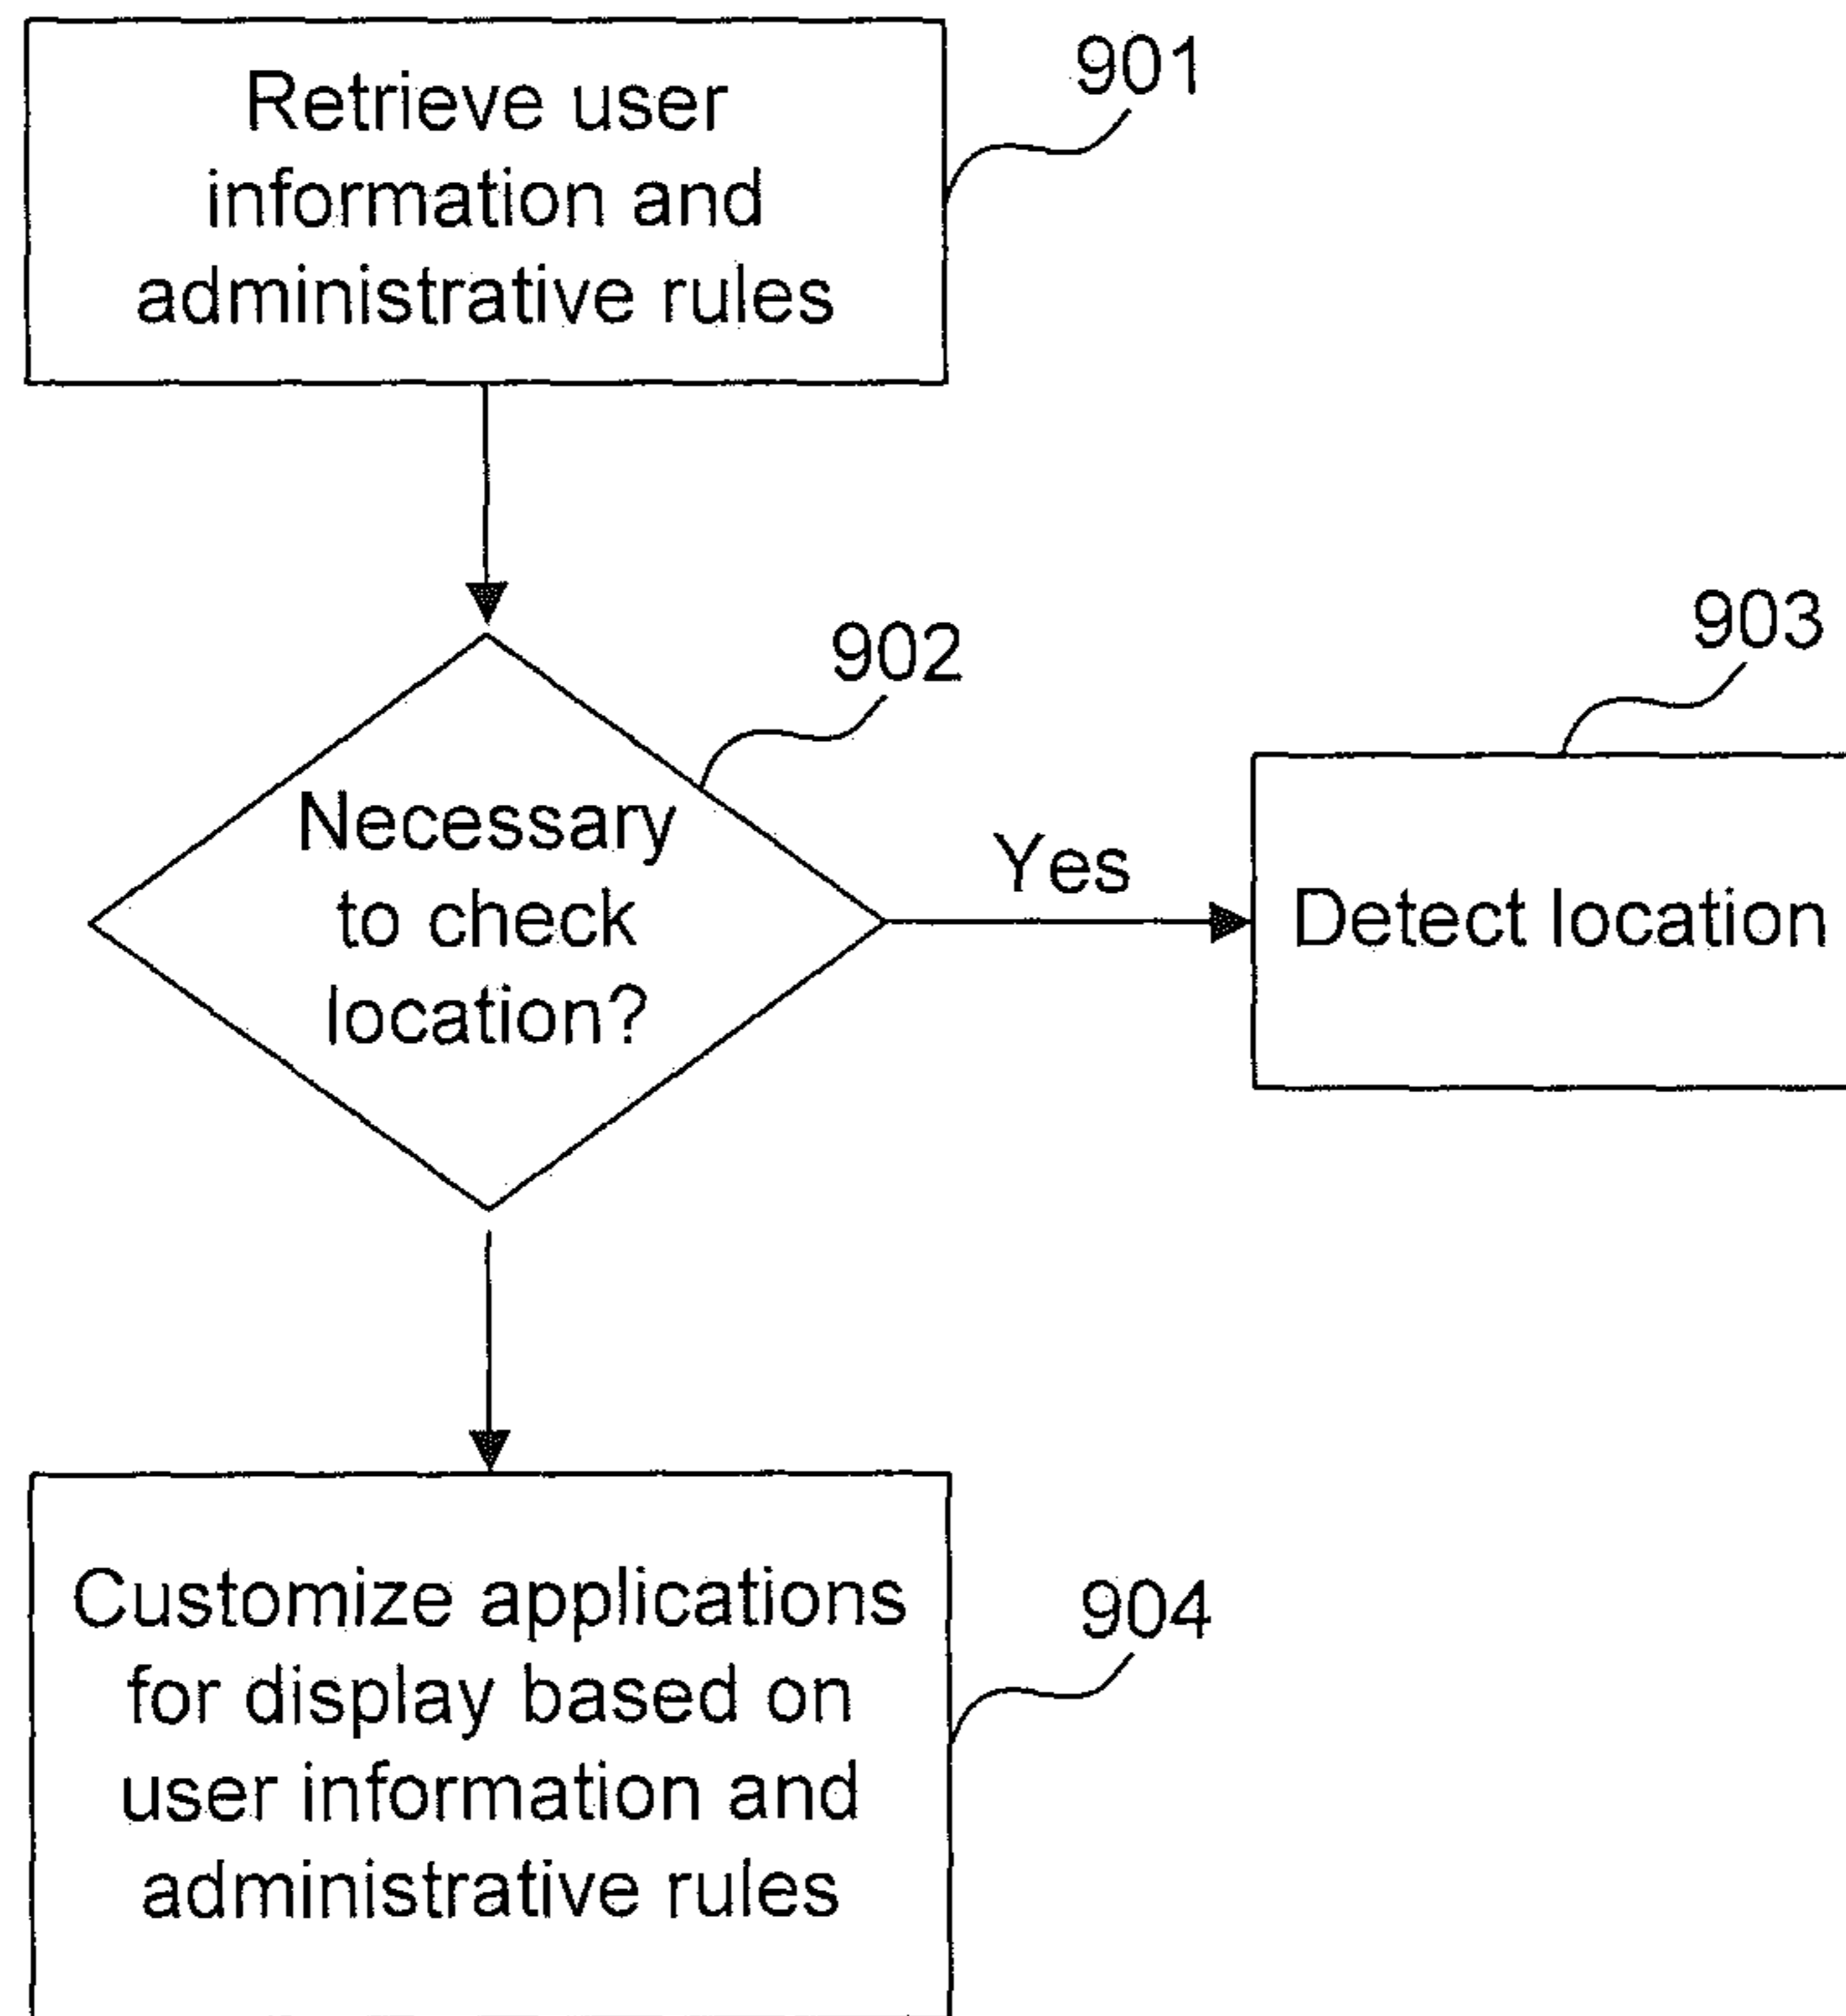 Retrieve user
information and
administrative rules
901
902
Necessary
to check
location?
Yes
903
Detect location
Customize applications
for display based on
user information and
administrative rules
904